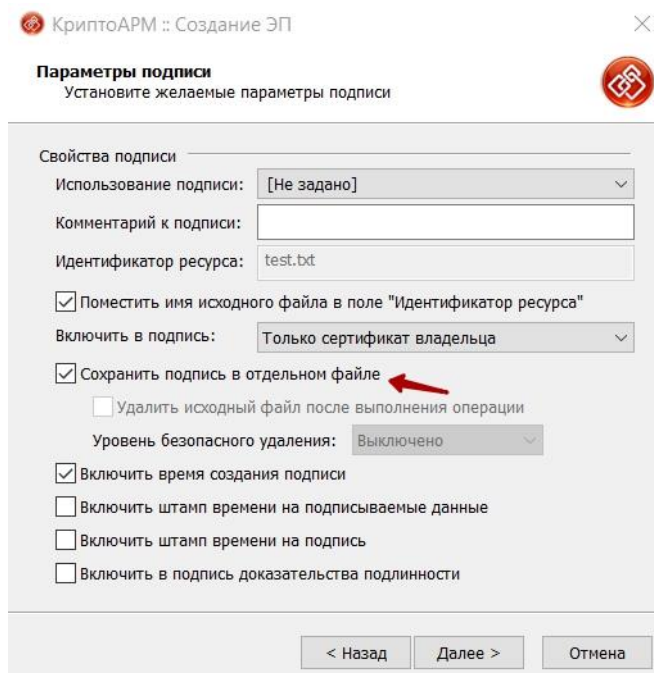 КриптоАРМ :: Создание ЭП
Параметры подписи
Установите желаемые параметры подписи
Свойства подписи
Использование подписи: [Не задано]
Комментарий к подписи:
Идентификатор ресурса: test.txt
Поместить имя исходного файла в поле "Идентификатор ресурса"
Включить в подпись: Только сертификат владельца
Сохранить подпись в отдельном файле
Удалить исходный файл после выполнения операции
Уровень безопасного удаления: Выключено
Включить время создания подписи
Включить штамп времени на подписываемые данные
Включить штамп времени на подпись
Включить в подпись доказательства подлинности
< Назад Далее > Отмена